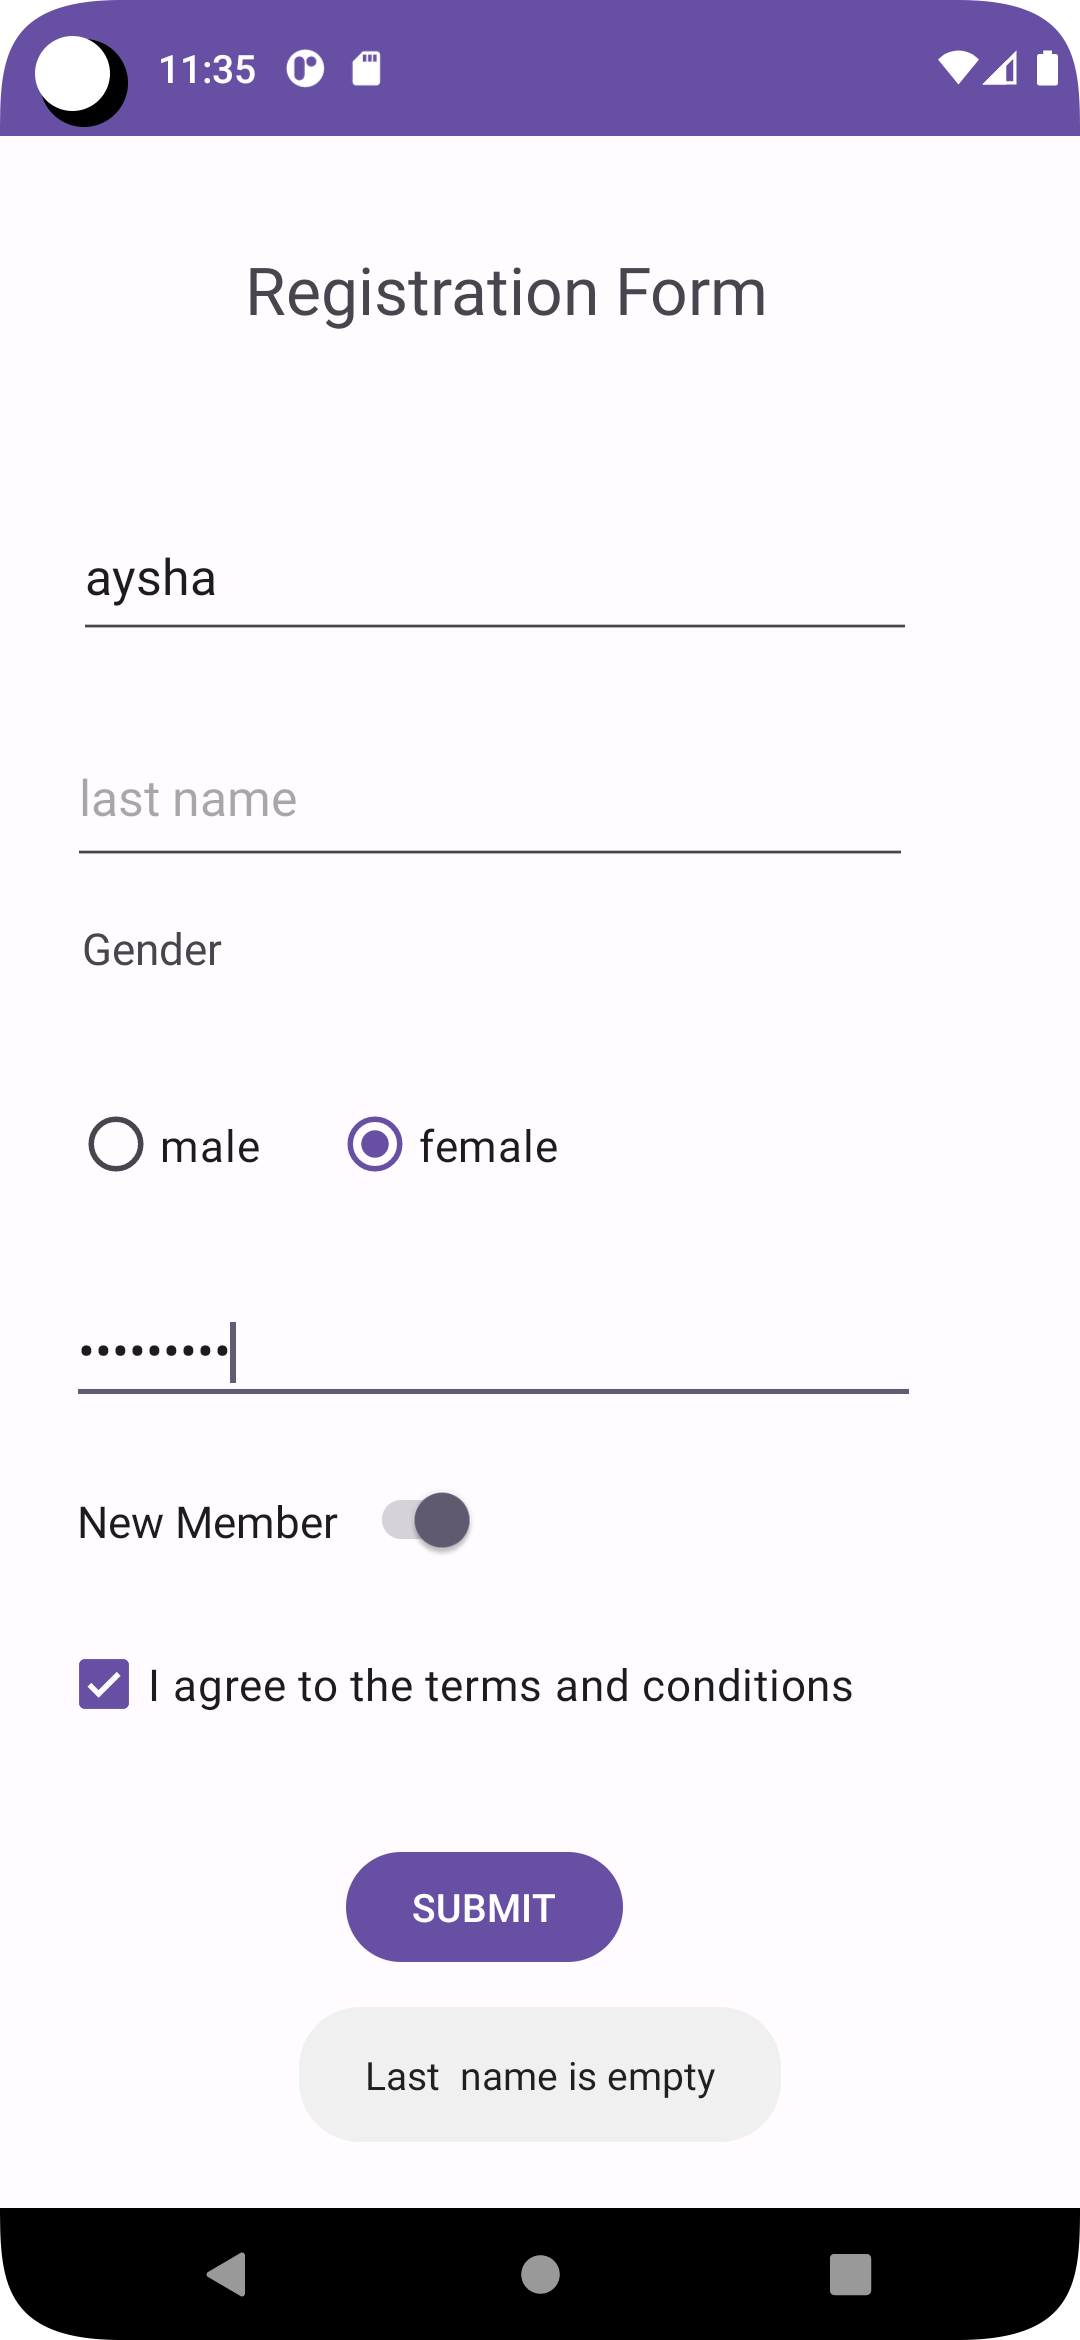 11:35
Registration Form
aysha
last name
Gender
male female
•••••••••
New Member
I agree to the terms and conditions
SUBMIT
Last  name is empty